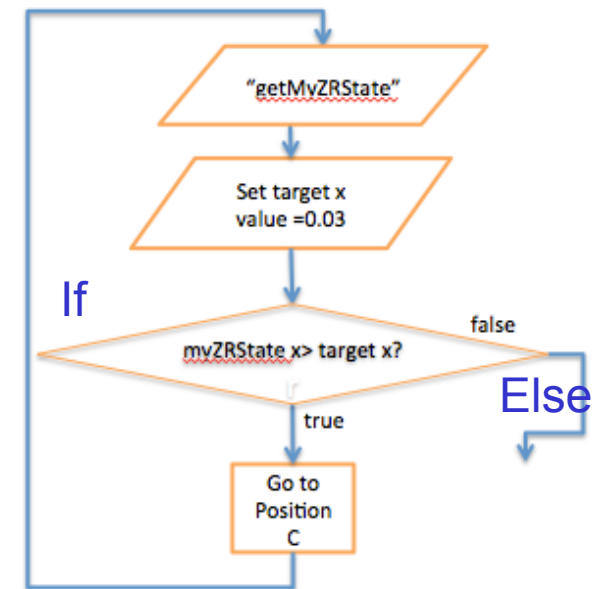 "getMyZRState"
Set target x
value =0.03
If
myZRState x> target x?
false
Else
true
Go to
Position
C